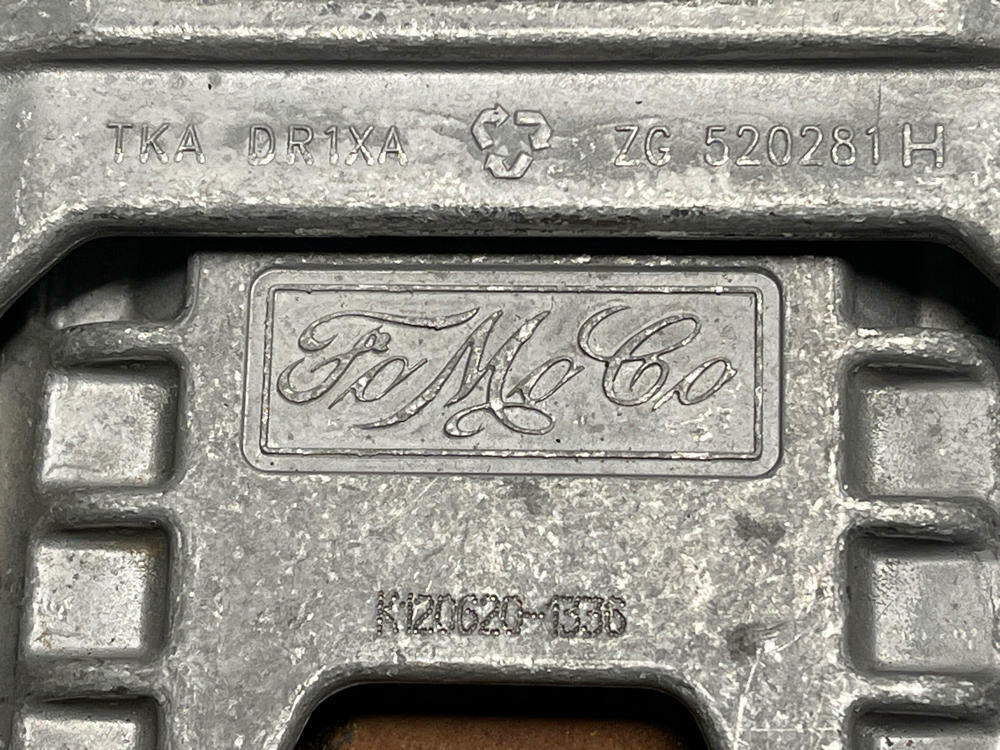 TKA DR1XA ZG 520281 H
FoMoCo
K120620-1336